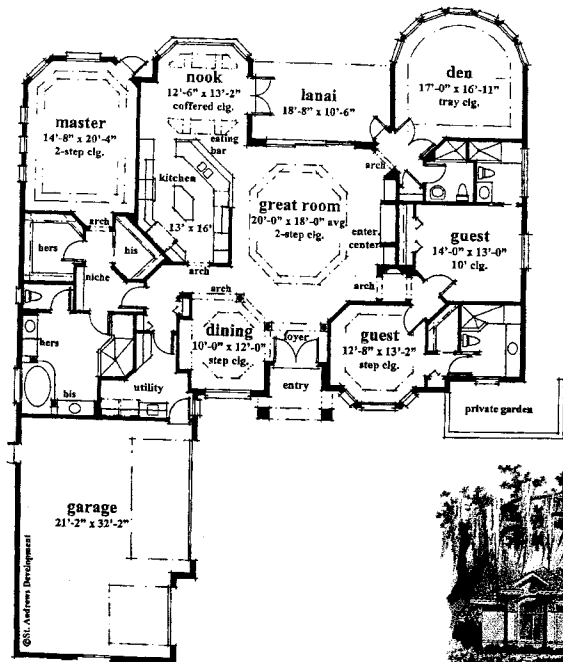 nook
12'-6" x 13'-2"
coffered clg.
den
17'-0" x 16'-11"
tray clg.
lanai
18'-8" x 10'-6"
master
14'-8" x 20'-4"
2-step clg.
eating
bar
arch
kitchen
great room
20'-0" x 18'-0" avg.
2-step clg.
13' x 16'
arch
hers
his
enter.
center
guest
14'-0" x 13'-0"
10' clg.
niche
arch
arch
arch
dining
10'-0" x 12'-0"
step clg.
foyer
guest
12'-8" x 13'-2"
step clg.
hers
entry
his
utility
private garden
garage
21'-2" x 32'-2"
©St. Andrews Development